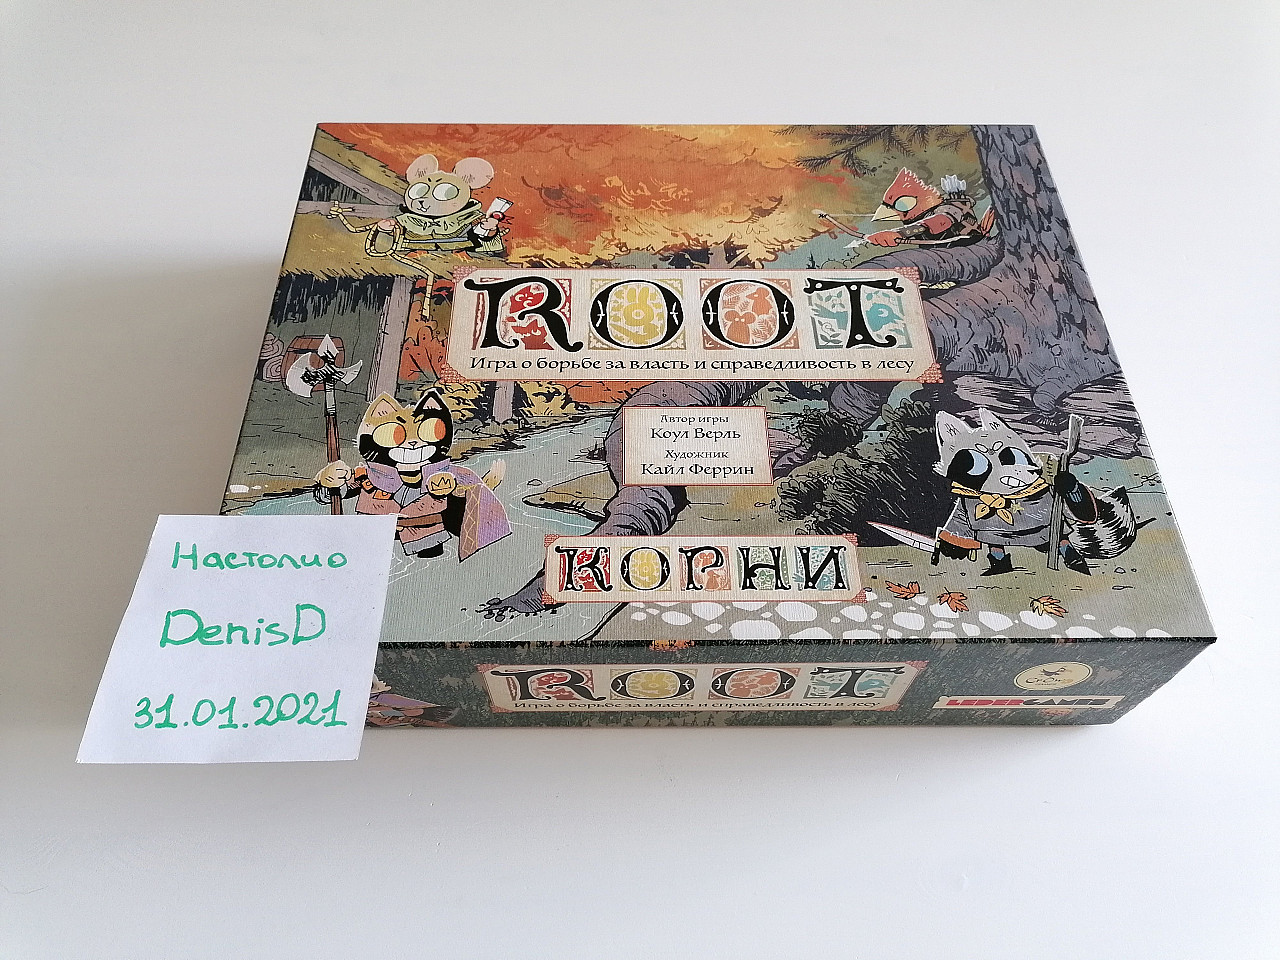 ROOT
Игра о борьбе за власть и справедливость в лесу
Автор игры
Коул Верль
Художник
Кайл Феррин
КОРНИ
Настолио
DenisD
31.01.2021
ROOT
Игра о борьбе за власть и справедливость в лесу
CROWD
LEDERGAMES